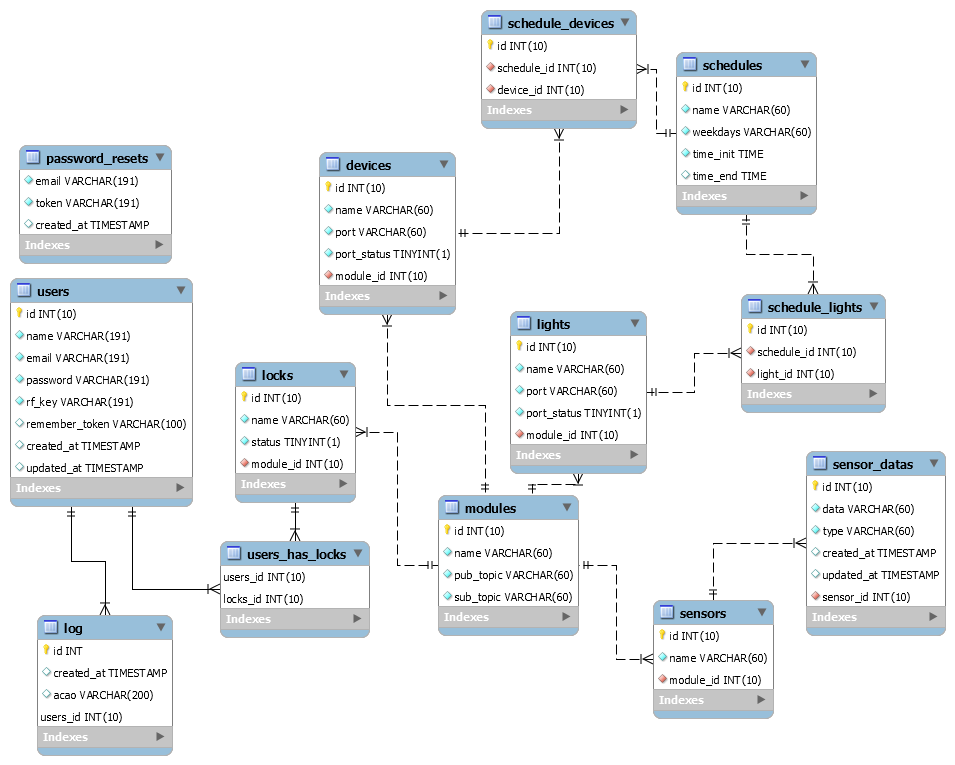 schedule_devices
id INT(10)
schedule_id INT(10)
device_id INT(10)
Indexes
schedules
id INT(10)
name VARCHAR(60)
weekdays VARCHAR(60)
time_init TIME
time_end TIME
Indexes
password_resets
email VARCHAR(191)
token VARCHAR(191)
created_at TIMESTAMP
Indexes
devices
id INT(10)
name VARCHAR(60)
port VARCHAR(60)
port_status TINYINT(1)
module_id INT(10)
Indexes
users
id INT(10)
name VARCHAR(191)
email VARCHAR(191)
password VARCHAR(191)
rf_key VARCHAR(191)
remember_token VARCHAR(100)
created_at TIMESTAMP
updated_at TIMESTAMP
Indexes
lights
id INT(10)
name VARCHAR(60)
port VARCHAR(60)
port_status TINYINT(1)
module_id INT(10)
Indexes
schedule_lights
id INT(10)
schedule_id INT(10)
light_id INT(10)
Indexes
locks
id INT(10)
name VARCHAR(60)
status TINYINT(1)
module_id INT(10)
Indexes
sensor_datas
id INT(10)
data VARCHAR(60)
type VARCHAR(60)
created_at TIMESTAMP
updated_at TIMESTAMP
sensor_id INT(10)
Indexes
modules
id INT(10)
name VARCHAR(60)
pub_topic VARCHAR(60)
sub_topic VARCHAR(60)
Indexes
users_has_locks
users_id INT(10)
locks_id INT(10)
Indexes
sensors
id INT(10)
name VARCHAR(60)
module_id INT(10)
Indexes
log
id INT
created_at TIMESTAMP
acao VARCHAR(200)
users_id INT(10)
Indexes